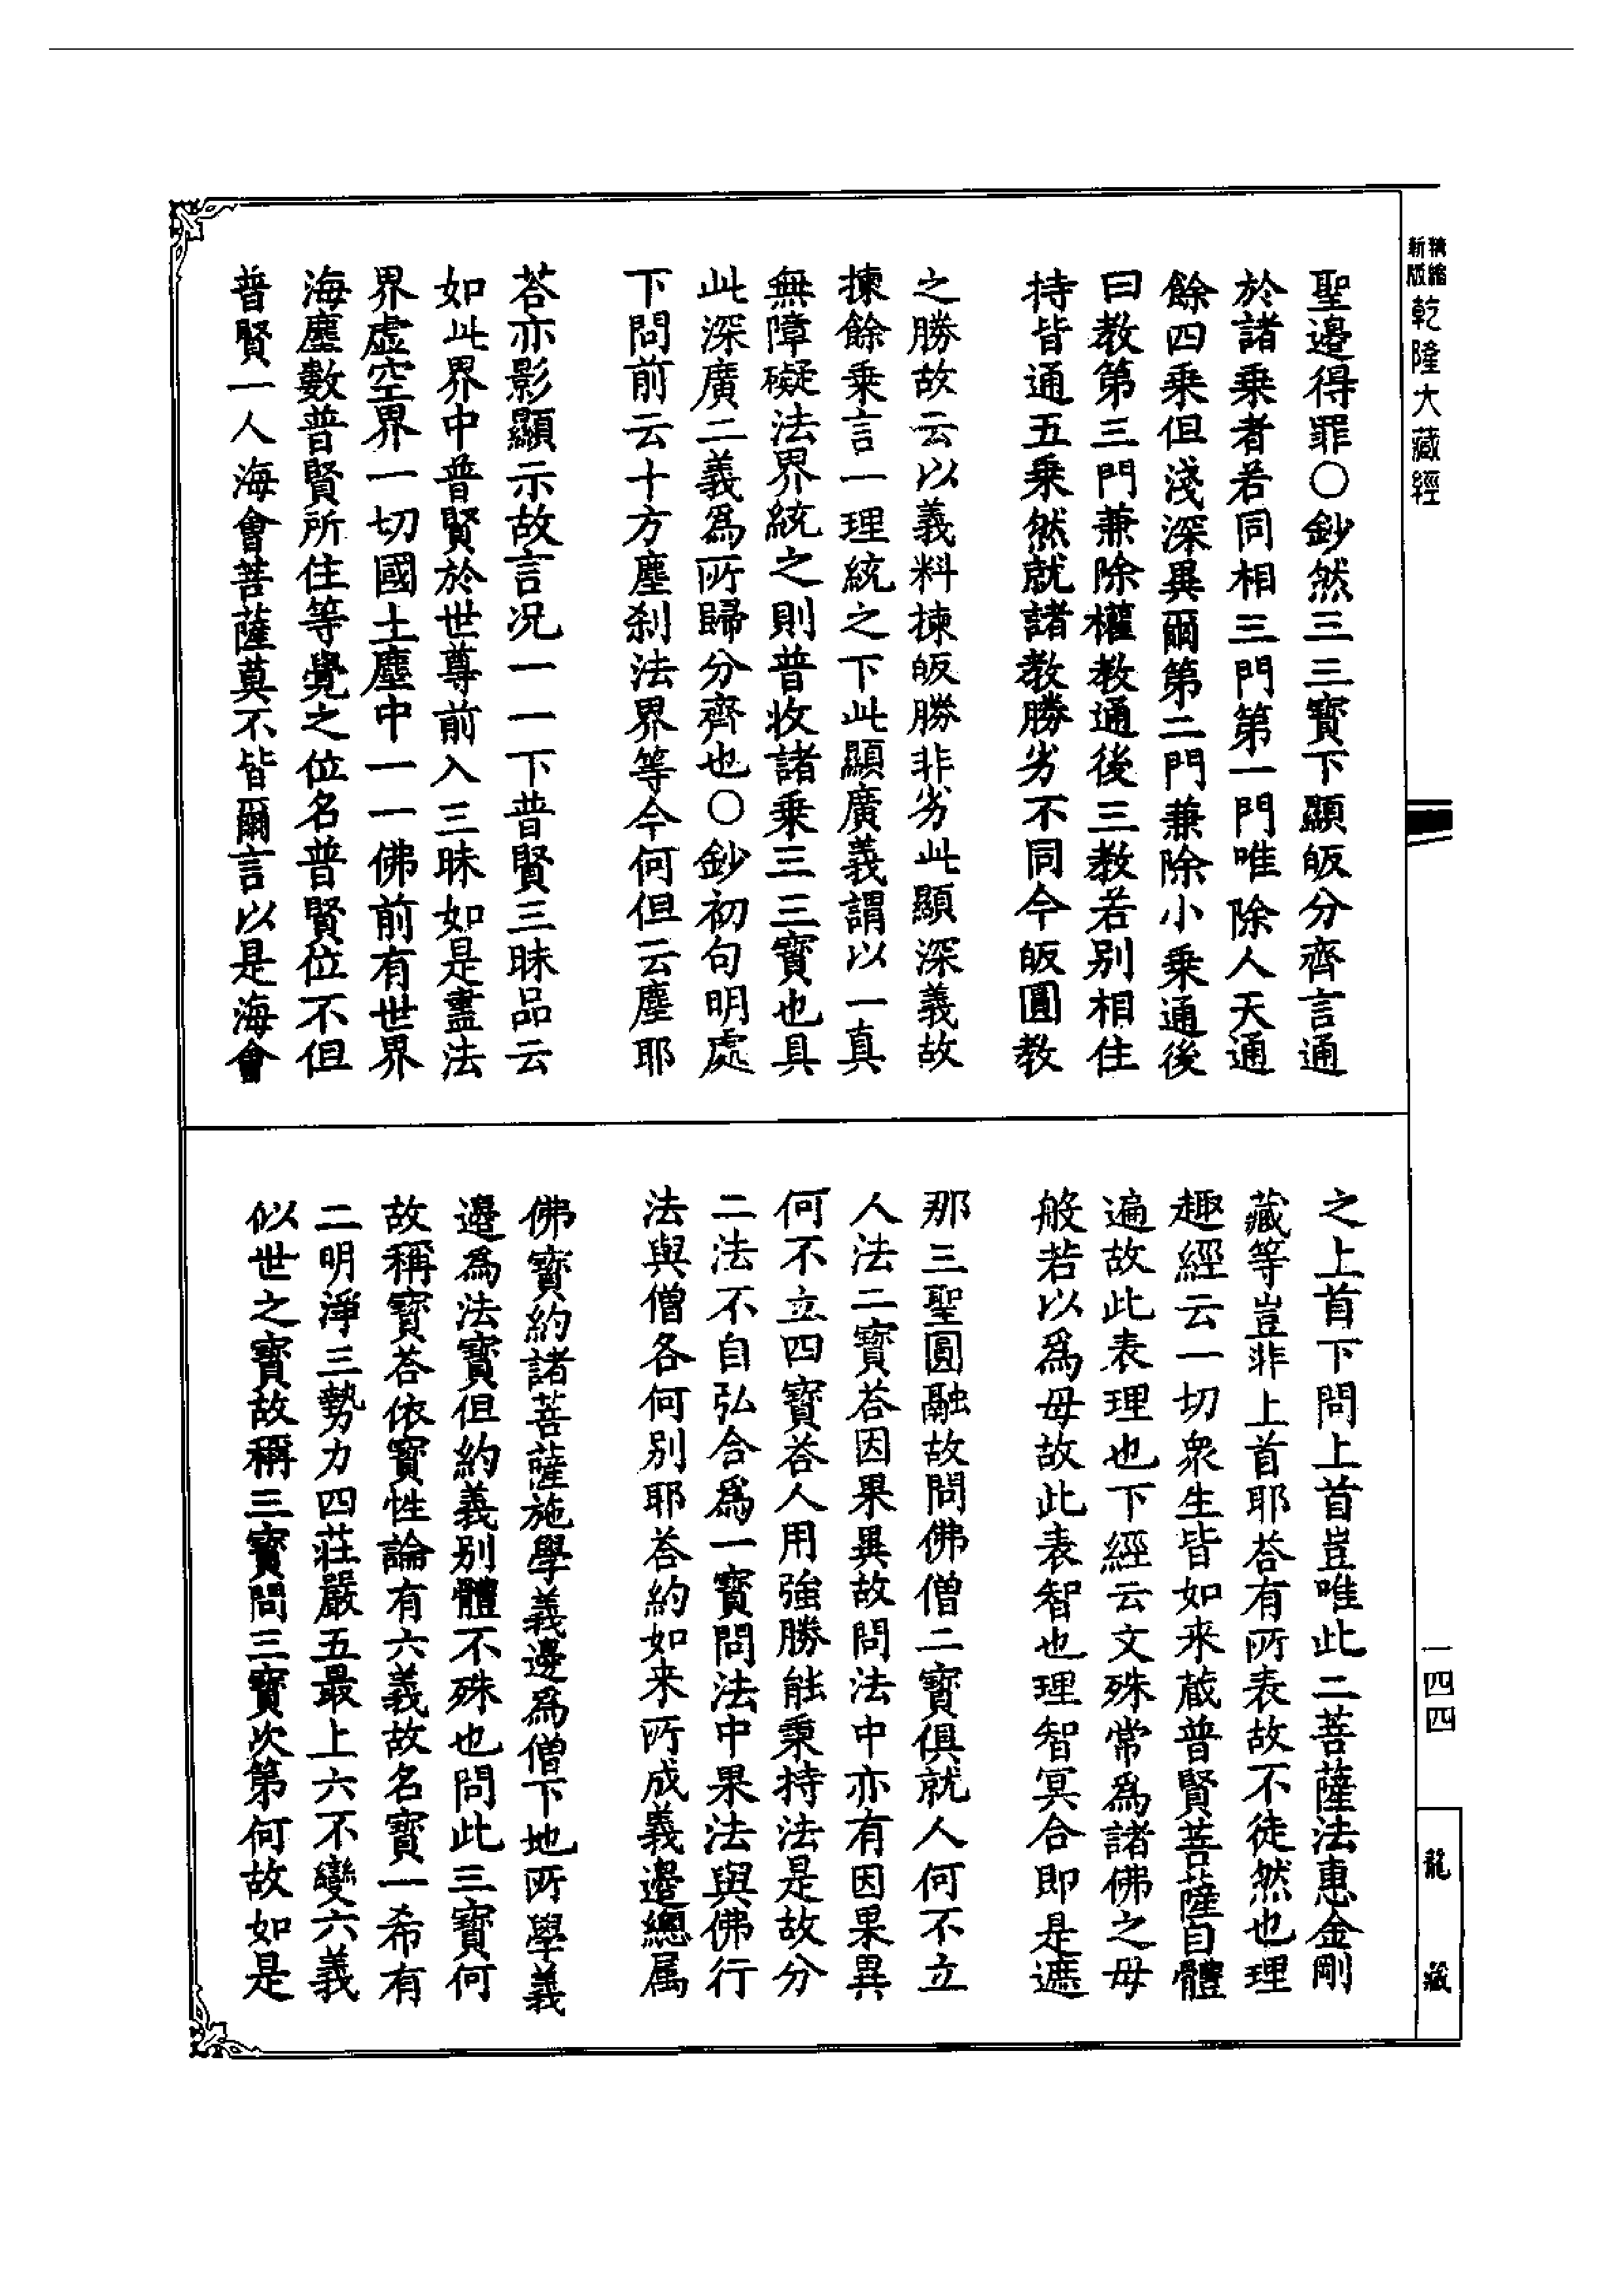 新版
精縮
乾隆大藏經
聖邊得罪○鈔然三三寶下顯皈分齊言通
於諸乗者若同相三門第一門唯除人天通
餘四乗但淺深異爾第二門兼除小乗通後
曰教第三門兼除權教通後三教若別相住
持皆通五乗然就諸教勝劣不同今皈圓教
之勝故云以義料揀皈勝非劣此顯深義故
揀餘乗言一理統之下此顯廣義謂以一真
無障礙法界統之則普收諸乗三三寶也具
此深廣二義爲所歸分齊也○鈔初句明處
下問前云十方塵刹法界等今何但云塵耶
荅亦影顯示故言況一一下普賢三昧品云
如此界中普賢於世尊前入三昧如是盡法
界虛空界一切國土塵中一一佛前有世界
海塵數普賢所住等覺之位名普賢位不但
普賢一人海會菩薩莫不皆爾言以是海會
之上首下問上首豈唯此二菩薩法惠金剛
藏等豈非上首耶荅有所表故不徒然也理
趣經云一切衆生皆如来蔵普賢菩薩自體
遍故此表理也下經云文殊常爲諸佛之母
般若以爲母故此表智也理智冥合即是遮
那三聖圓融故問佛僧二寶俱就人何不立
人法二寶荅因果異故問法中亦有因果異
何不立四寶荅人用強勝能秉持法是故分
二法不自弘合爲一寶問法中果法與佛行
法與僧各何別耶荅約如来所成義邊總属
佛寶約諸菩薩施學義邊爲僧下地所學義
邊爲法寶但約義別體不殊也問此三寶何
故稱寶荅依寶性論有六義故名寶一希有
二明淨三勢力四莊嚴五最上六不變六義
似世之寶故稱三寶問三寶次第何故如是
一四四
龍藏